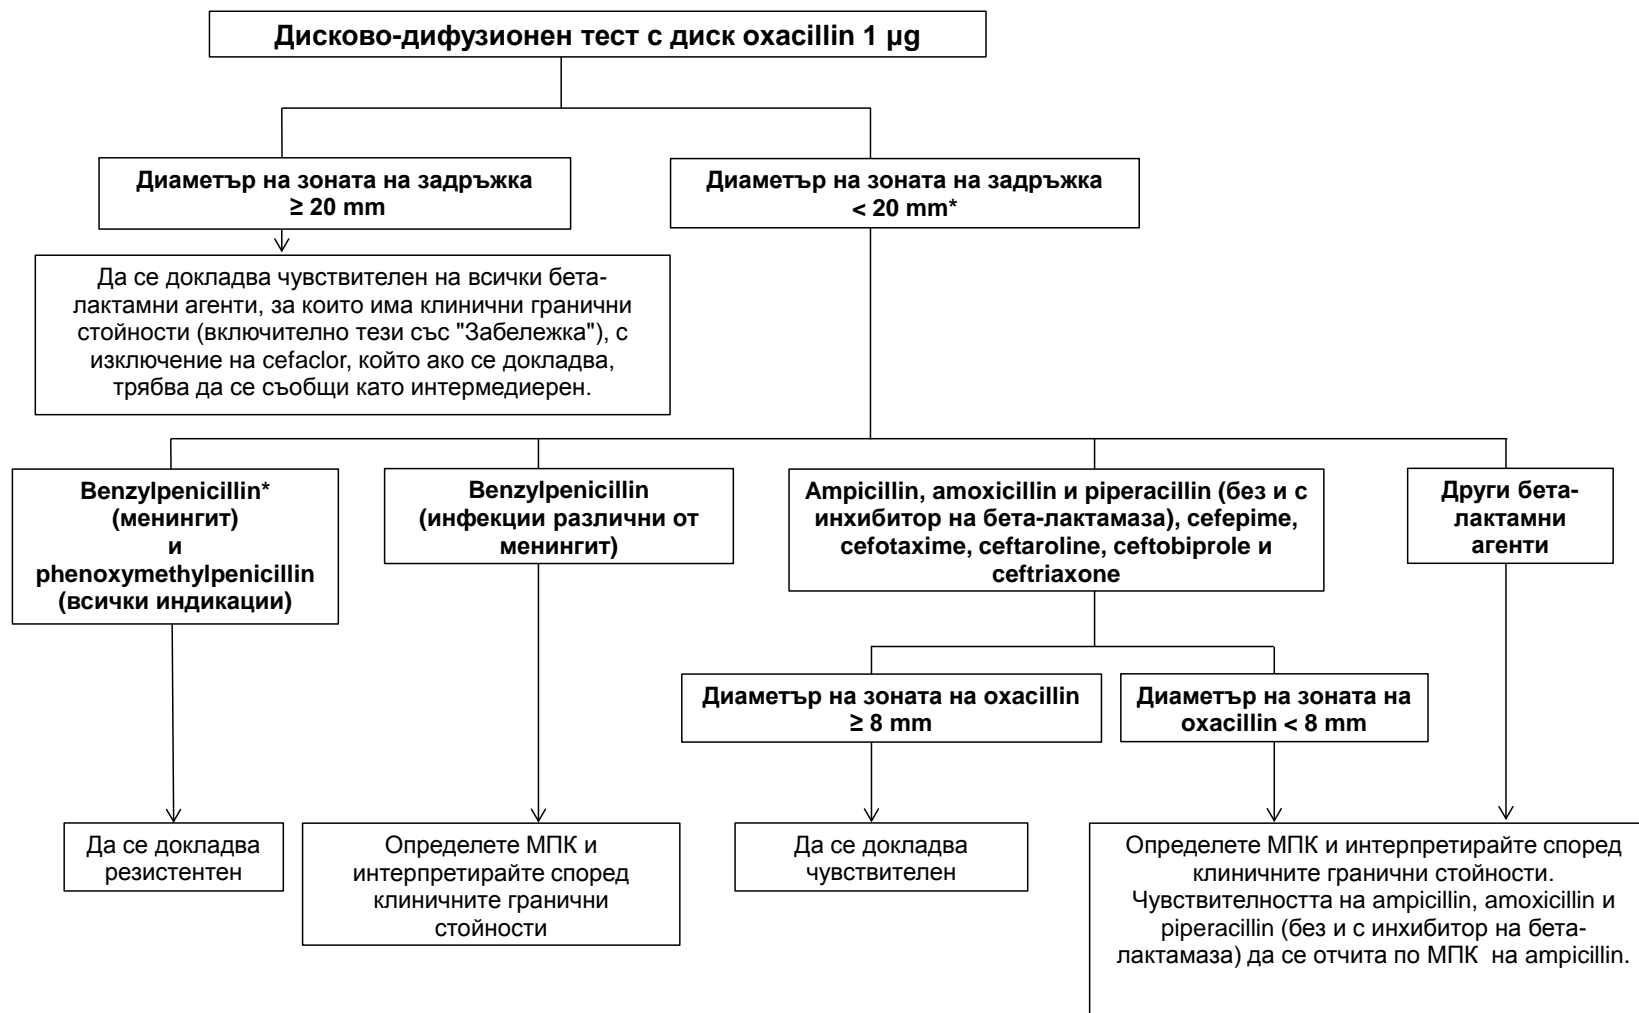 Дисково-дифузионен тест с диск oxacillin 1 µg
Диаметър на зоната на задръжка
≥ 20 mm
Диаметър на зоната на задръжка
< 20 mm*
Да се докладва чувствителен на всички бета-
лактамни агенти, за които има клинични гранични
стойности (включително тези със "Забележка"), с
изключение на cefaclor, който ако се докладва,
трябва да се съобщи като интермедиерен.
Benzylpenicillin*
(менингит)
и
phenoxymethylpenicillin
(всички индикации)
Benzylpenicillin
(инфекции различни от
менингит)
Ampicillin, amoxicillin и piperacillin (без и с
инхибитор на бета-лактамаза), cefepime,
cefotaxime, ceftaroline, ceftobiprole и
ceftriaxone
Други бета-
лактамни
агенти
Диаметър на зоната на oxacillin
≥ 8 mm
Диаметър на зоната на
oxacillin < 8 mm
Да се докладва
резистентен
Определете МПК и
интерпретирайте според
клиничните гранични
стойности
Да се докладва
чувствителен
Определете МПК и интерпретирайте според
клиничните гранични стойности.
Чувствителността на ampicillin, amoxicillin и
piperacillin (без и с инхибитор на бета-
лактамаза) да се отчита по МПК на ampicillin.